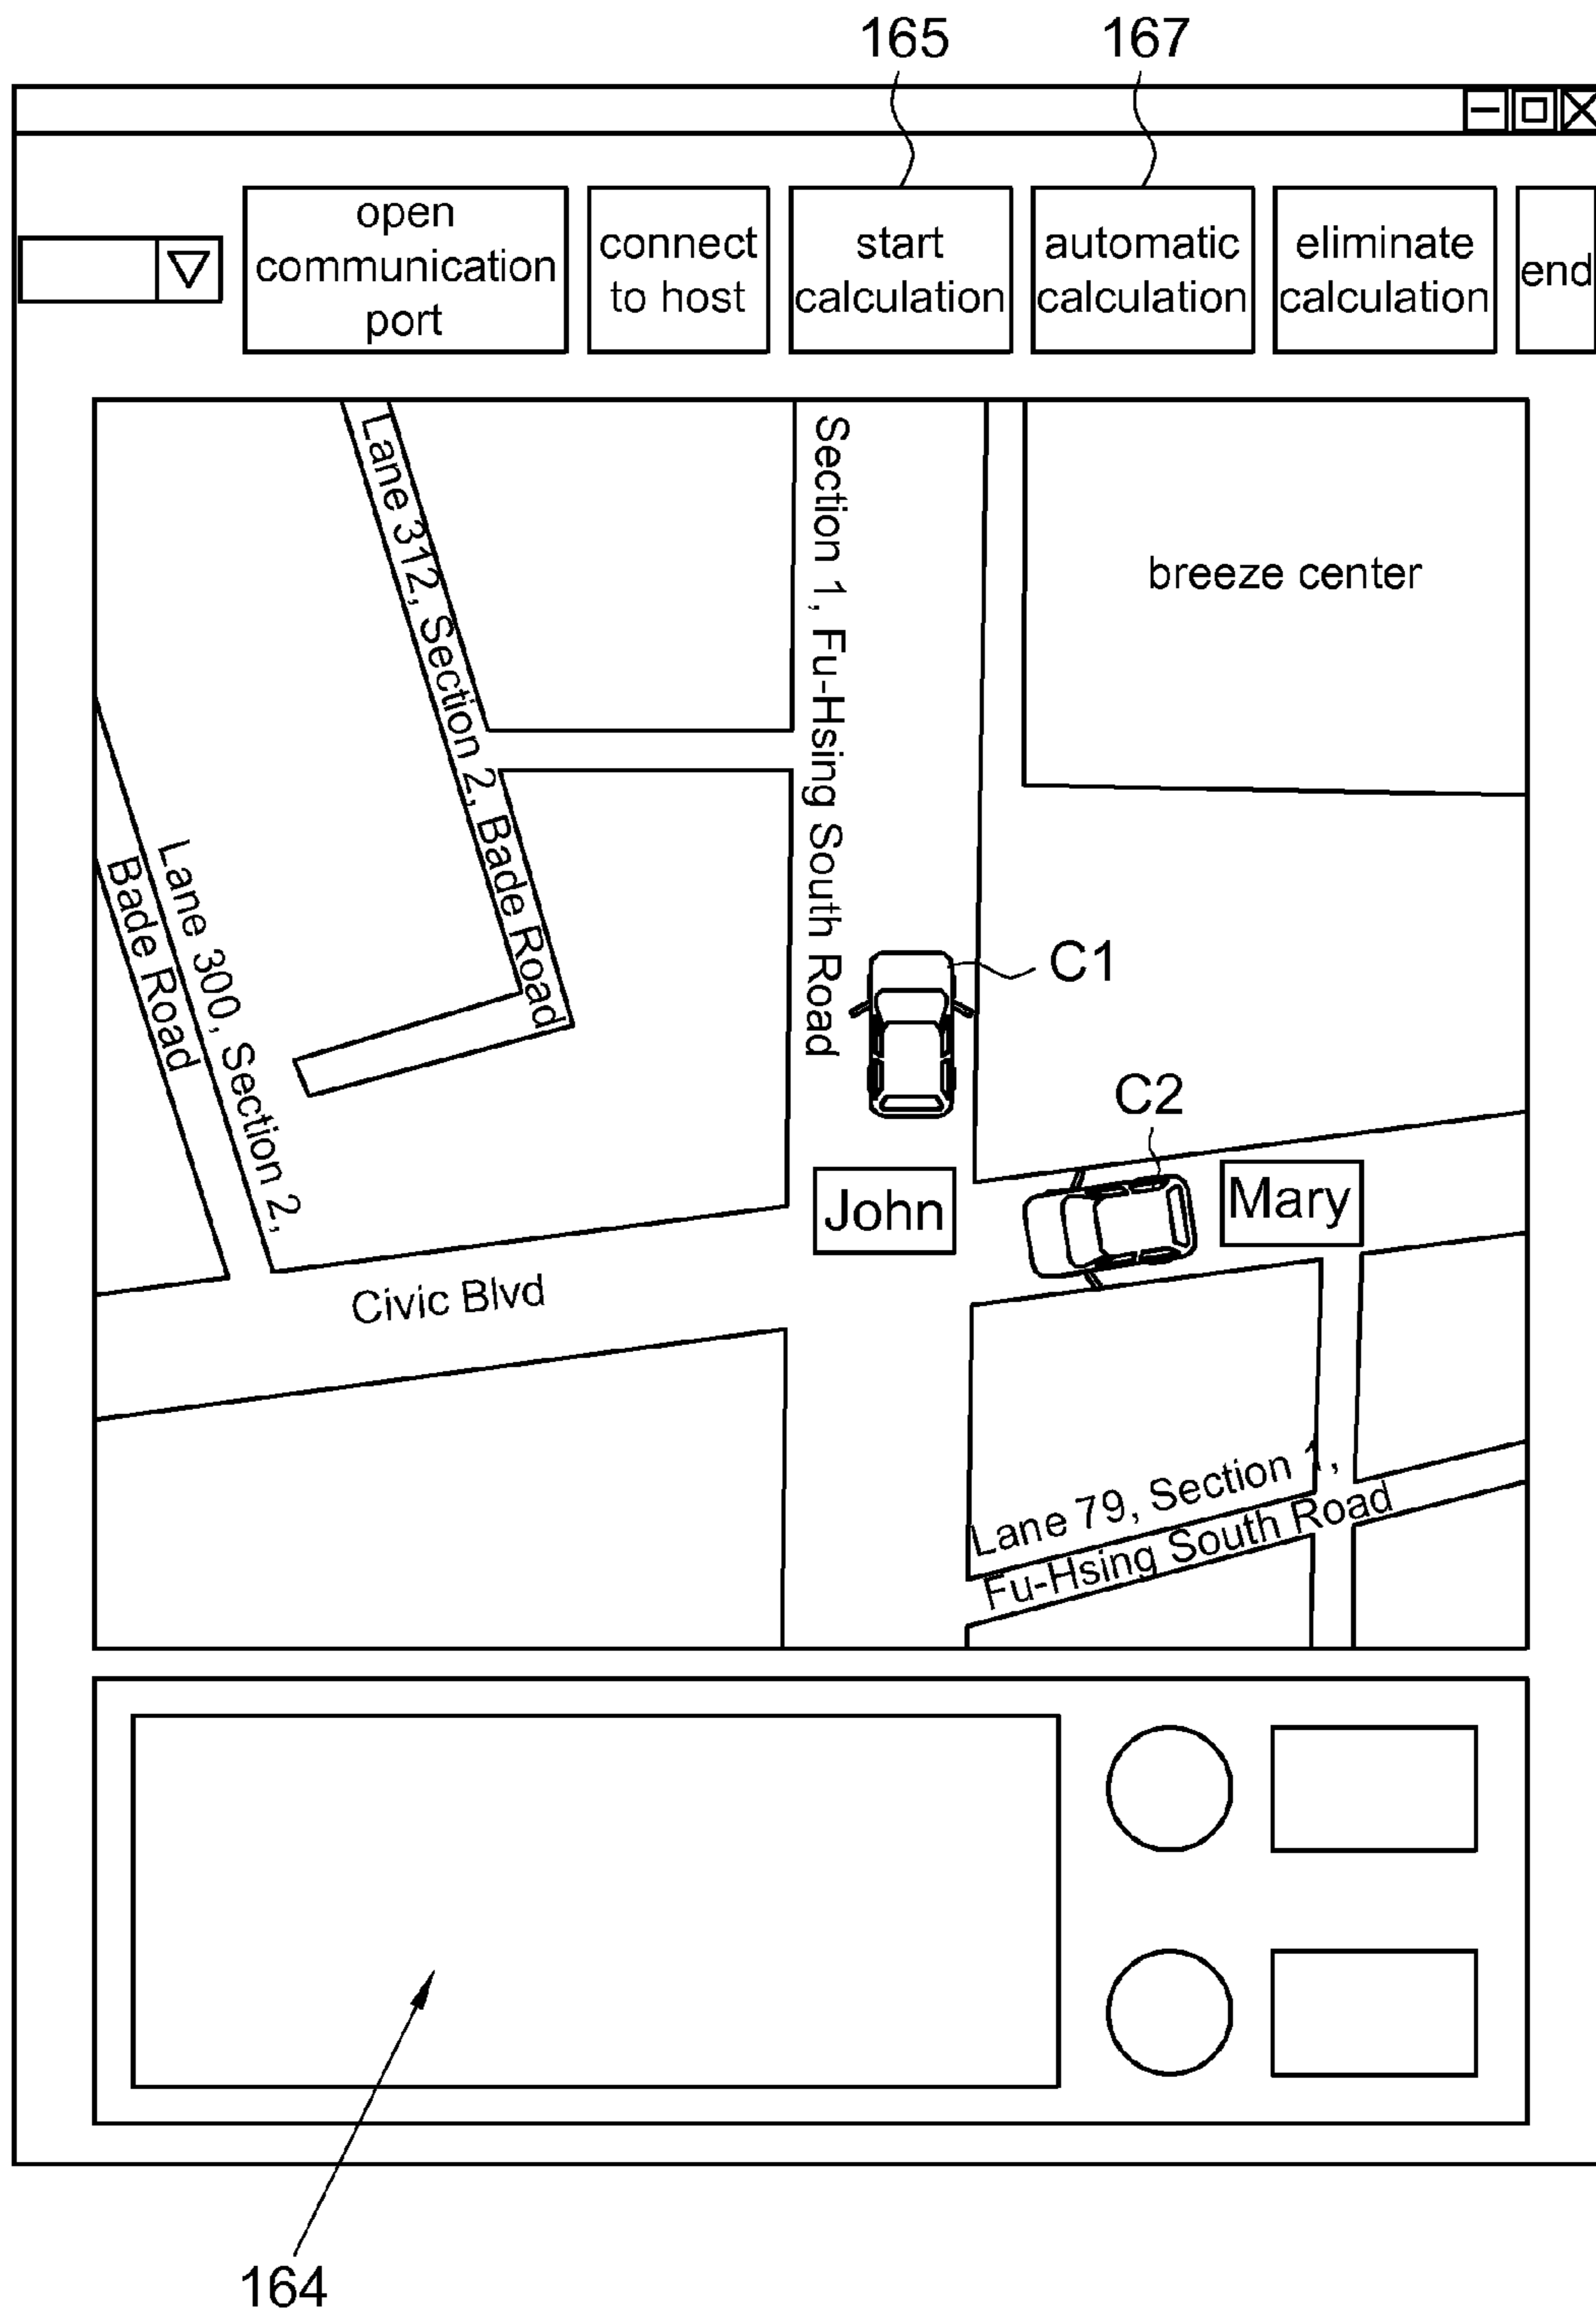 165
167
open
communication
port
connect
to host
start
calculation
automatic
calculation
eliminate
calculation
end
Lane 312, Section 2, Bade Road
Section 1, Fu-Hsing South Road
breeze center
Lane 300, Section 2,
Bade Road
C1
C2
John
Mary
Civic Blvd
Lane 79, Section 1,
Fu-Hsing South Road
164